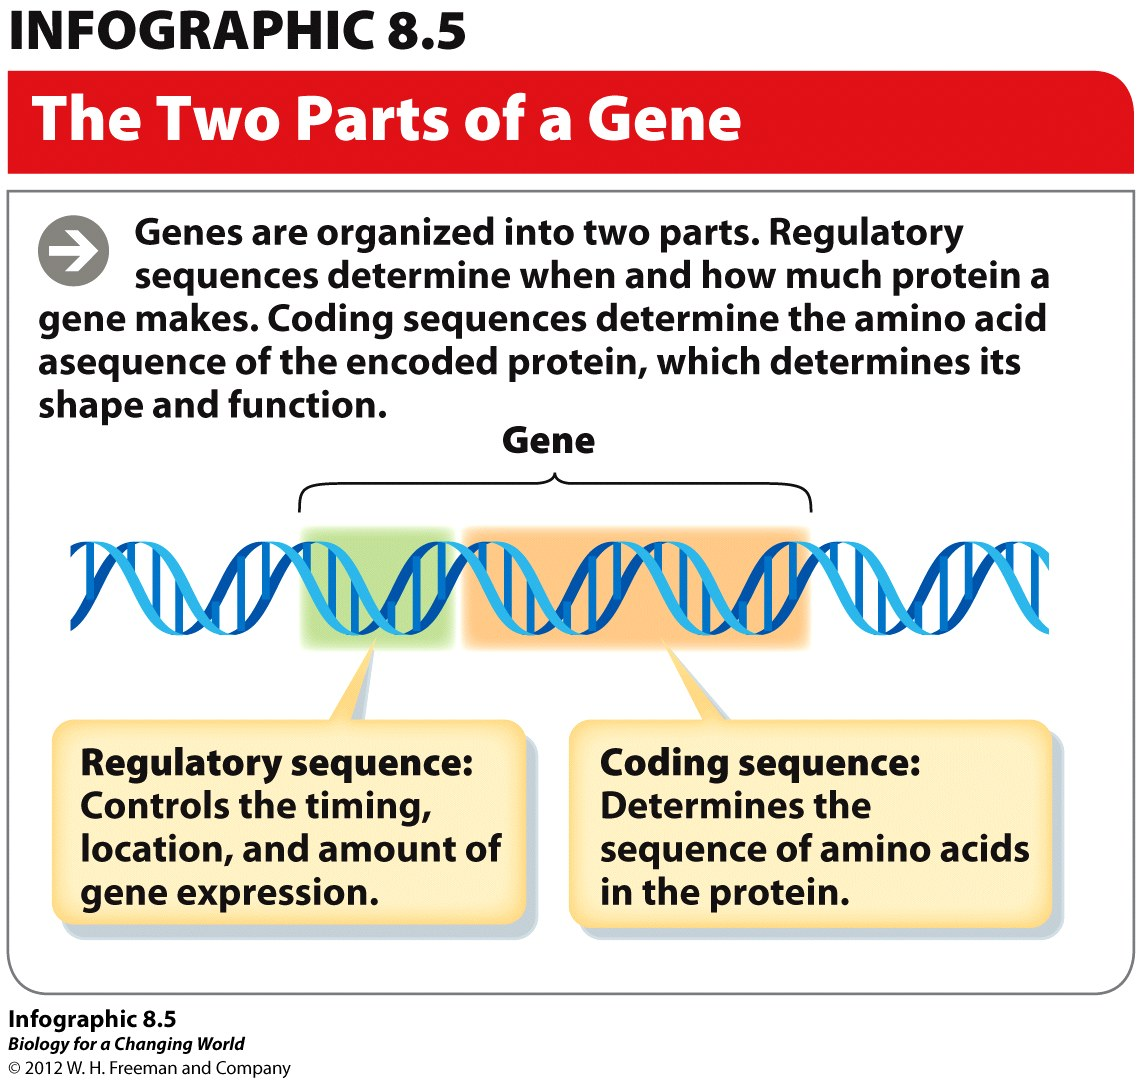 INFOGRAPHIC 8.5
The Two Parts of a Gene
Genes are organized into two parts. Regulatory
sequences determine when and how much protein a
gene makes. Coding sequences determine the amino acid
asequence of the encoded protein, which determines its
shape and function.
Gene
Regulatory sequence:
Controls the timing,
location, and amount of
gene expression.
Coding sequence:
Determines the
sequence of amino acids
in the protein.
Infographic 8.5
Biology for a Changing World
© 2012 W. H. Freeman and Company